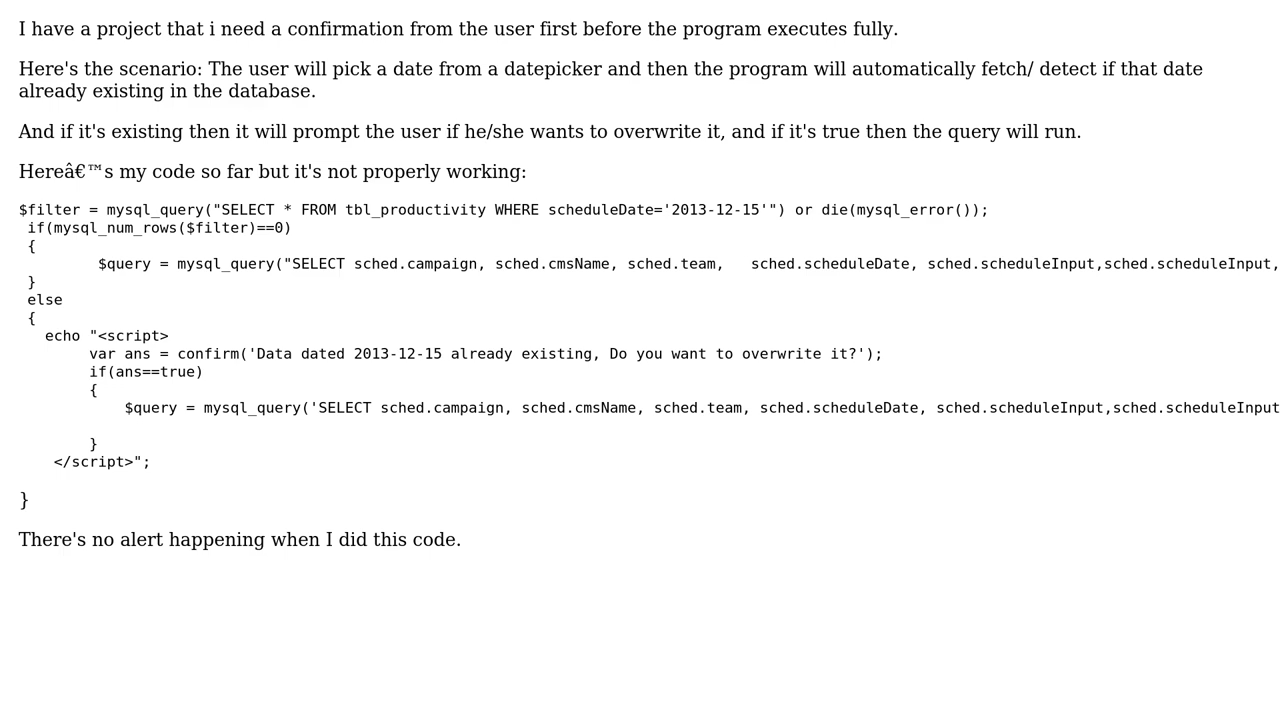 I have a project that i need a confirmation from the user first before the program executes fully.
Here's the scenario: The user will pick a date from a datepicker and then the program will automatically fetch/ detect if that date
already existing in the database.
And if it's existing then it will prompt the user if he/she wants to overwrite it, and if it's true then the query will run.
Hereâ€™s my code so far but it's not properly working:
$filter = mysql_query("SELECT * FROM tbl_productivity WHERE scheduleDate='2013-12-15'") or die(mysql_error());
if(mysql_num_rows($filter)==0)
{
$query = mysql_query("SELECT sched.campaign, sched.cmsName, sched.team,   sched.scheduleDate, sched.scheduleInput,sched.scheduleInput,
}
else
{
echo "<script>
var ans = confirm('Data dated 2013-12-15 already existing, Do you want to overwrite it?');
if(ans==true)
{
$query = mysql_query('SELECT sched.campaign, sched.cmsName, sched.team, sched.scheduleDate, sched.scheduleInput,sched.scheduleInput
}
</script>";
}
There's no alert happening when I did this code.